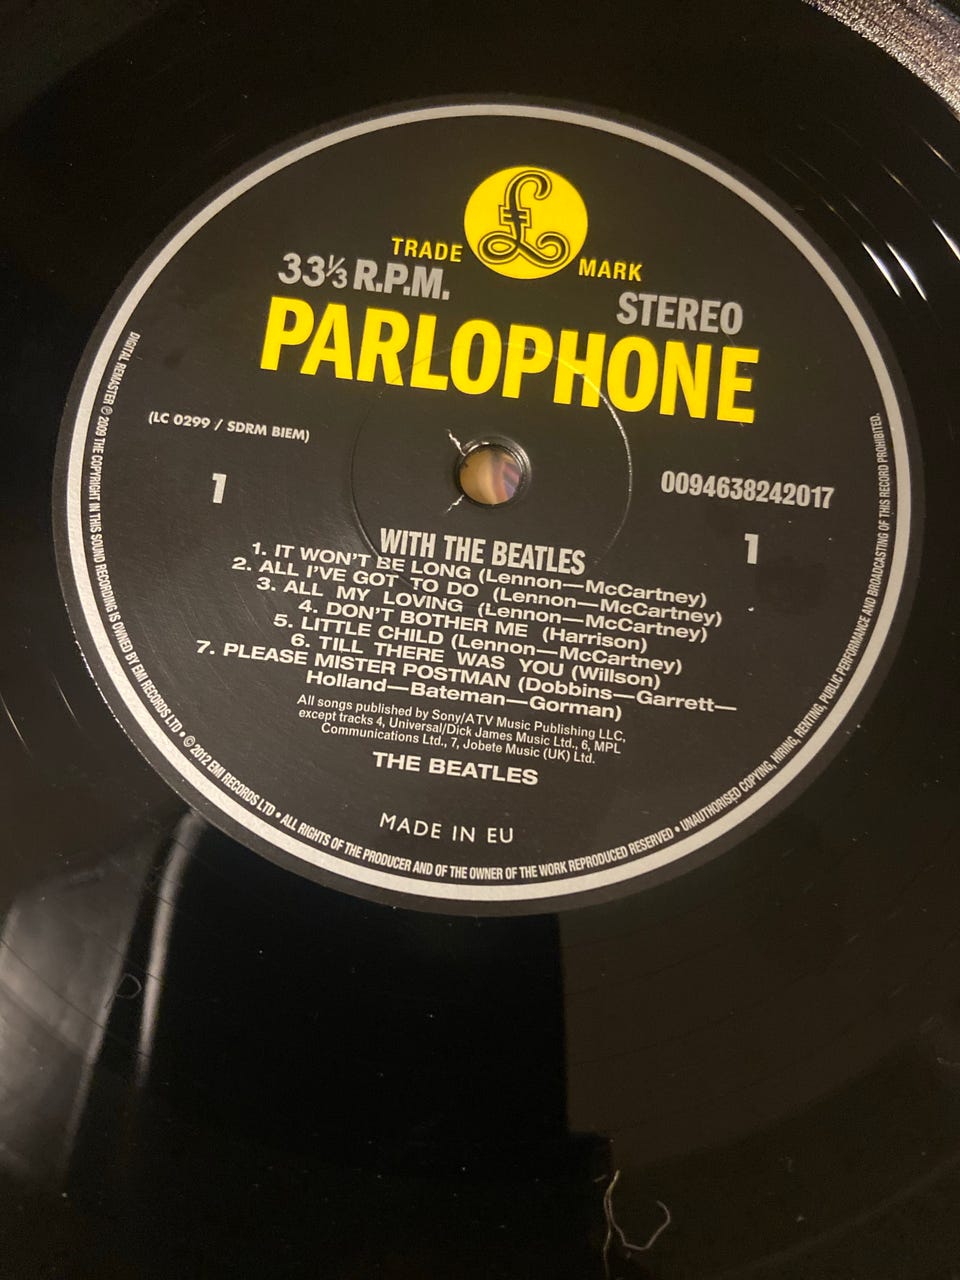 £
TRADE MARK
33⅓ R.P.M.
STEREO
PARLOPHONE
(LC 0299 / SDRM BIEM)
0094638242017
1
1
WITH THE BEATLES
1. IT WON'T BE LONG (Lennon—McCartney)
2. ALL I'VE GOT TO DO (Lennon—McCartney)
3. ALL MY LOVING (Lennon—McCartney)
4. DON'T BOTHER ME (Harrison)
5. LITTLE CHILD (Lennon—McCartney)
6. TILL THERE WAS YOU (Willson)
7. PLEASE MISTER POSTMAN (Dobbins—Garrett—
Holland—Bateman—Gorman)
All songs published by Sony/ATV Music Publishing LLC,
except tracks 4, Universal/Dick James Music Ltd., 6, MPL
Communications Ltd., 7, Jobete Music (UK) Ltd.
THE BEATLES
MADE IN EU
DIGITAL REMASTER ℗ 2009 THE COPYRIGHT IN THIS SOUND RECORDING IS OWNED BY EMI RECORDS LTD • © 2012 EMI RECORDS LTD • ALL RIGHTS OF THE PRODUCER AND OF THE OWNER OF THE WORK REPRODUCED RESERVED • UNAUTHORISED COPYING, HIRING, RENTING, PUBLIC PERFORMANCE AND BROADCASTING OF THIS RECORD PROHIBITED.